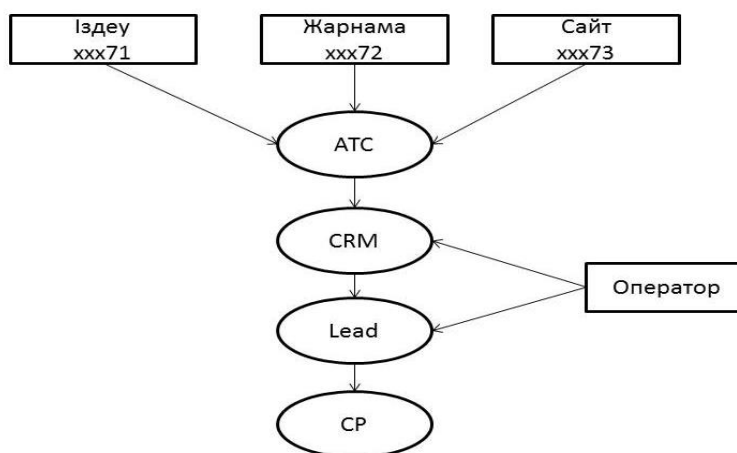 Іздеу
xxx71
Жарнама
xxx72
Сайт
xxx73
АТС
CRM
Lead
Оператор
CP